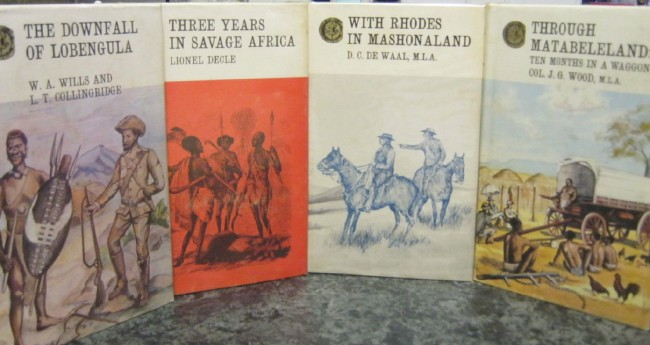 THE DOWNFALL
OF LOBENGULA
W. A. WILLS AND
L. T. COLLINGRIDGE
THREE YEARS
IN SAVAGE AFRICA
LIONEL DECLE
WITH RHODES
IN MASHONALAND
D. C. DE WAAL, M.L.A.
THROUGH
MATABELELAND:
TEN MONTHS IN A WAGGON
COL. J. G. WOOD, M.L.A.